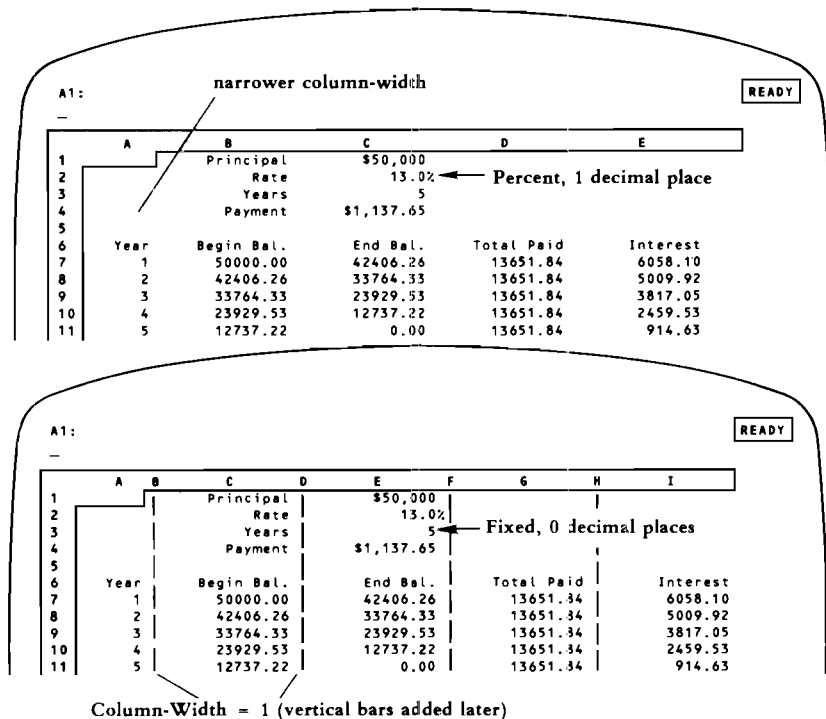 narrower column-width
A1: READY
A B C D E
1 Principal $50,000
2 Rate 13.0% Percent, 1 decimal place
3 Years 5
4 Payment $1,137.65
5
6 Year Begin Bal. End Bal. Total Paid Interest
7 1 50000.00 42406.26 13651.84 6058.10
8 2 42406.26 33764.33 13651.84 5009.92
9 3 33764.33 23929.53 13651.84 3817.05
10 4 23929.53 12737.22 13651.84 2459.53
11 5 12737.22 0.00 13651.84 914.63
A1: READY
A B C D E F G H I
1 Principal $50,000
2 Rate 13.0%
3 Years 5 Fixed, 0 decimal places
4 Payment $1,137.65
5
6 Year Begin Bal. End Bal. Total Paid Interest
7 1 50000.00 42406.26 13651.84 6058.10
8 2 42406.26 33764.33 13651.84 5009.92
9 3 33764.33 23929.53 13651.84 3817.05
10 4 23929.53 12737.22 13651.84 2459.53
11 5 12737.22 0.00 13651.84 914.63
Column-Width = 1 (vertical bars added later)